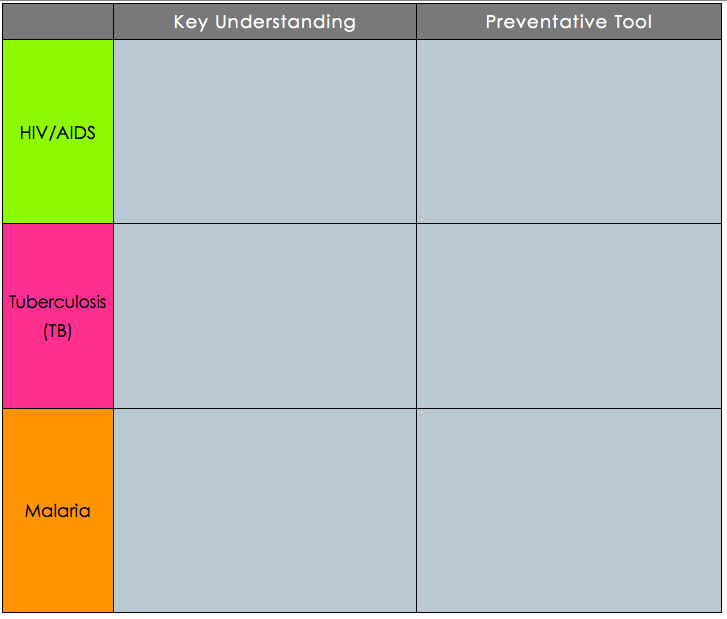 Key Understanding
Preventative Tool
HIV/AIDS
Tuberculosis
(TB)
Malaria